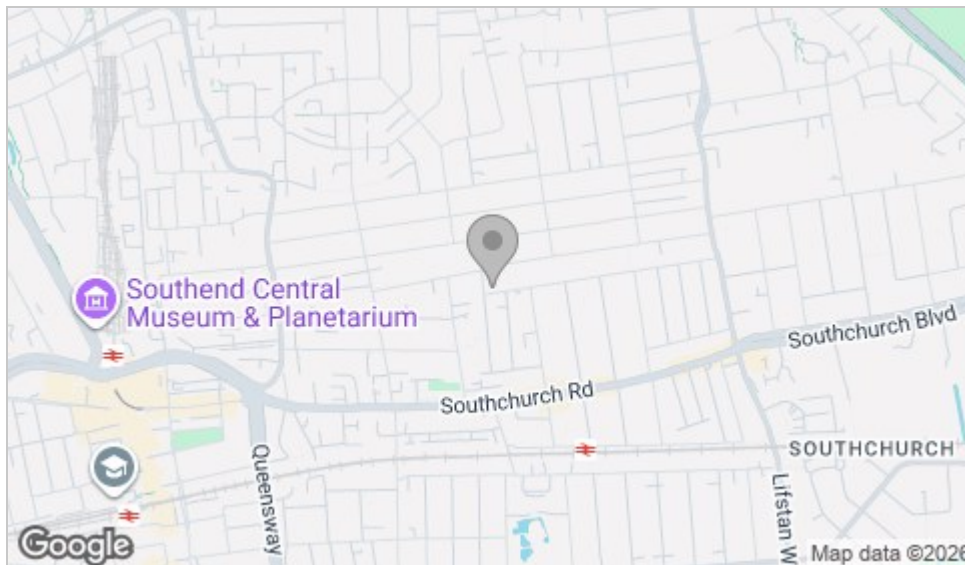 Southend Central
Museum & Planetarium
Southchurch Blvd
Southchurch Rd
SOUTHCHURCH
Queensway
Lifstan W
Google
Map data ©2026